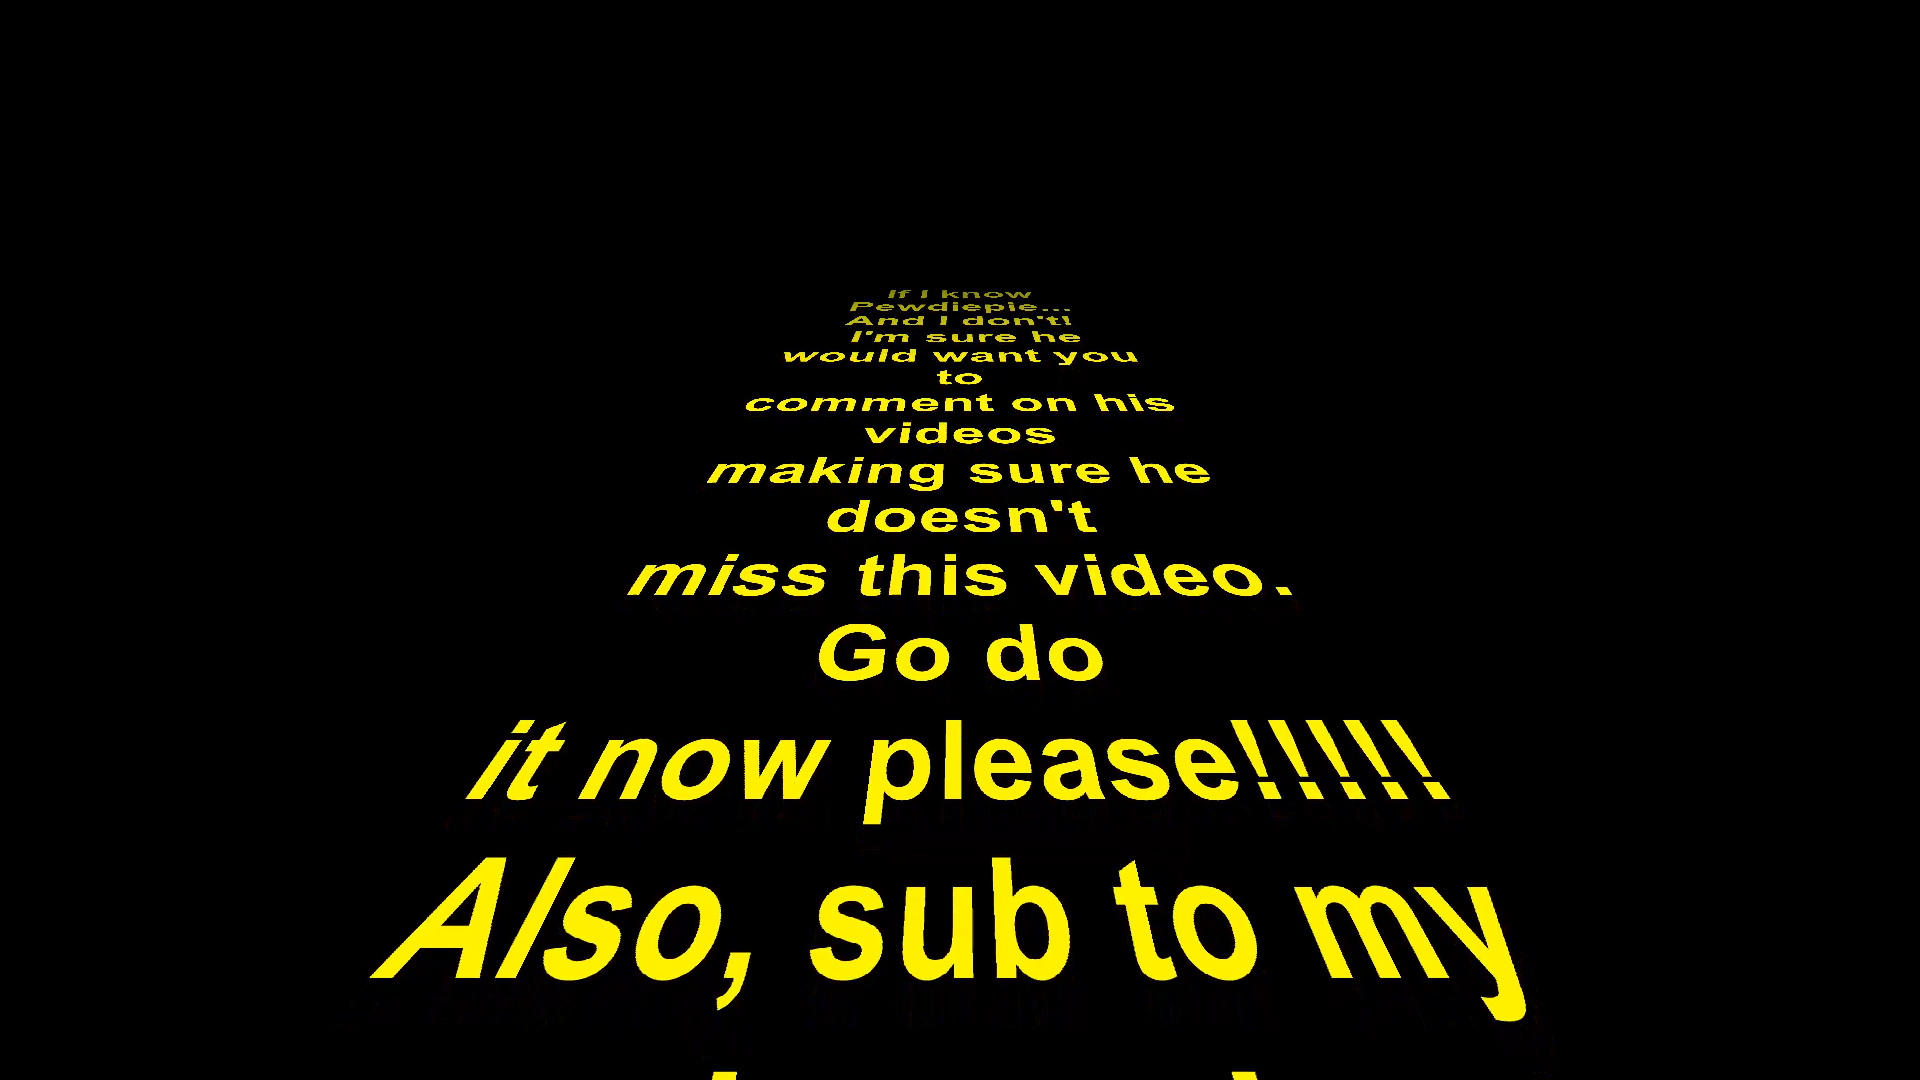 If I know
Pewdiepie...
And I don't!
I'm sure he
would want you
to
comment on his
videos
making sure he
doesn't
miss this video.
Go do
it now please!!!!!
Also, sub to my